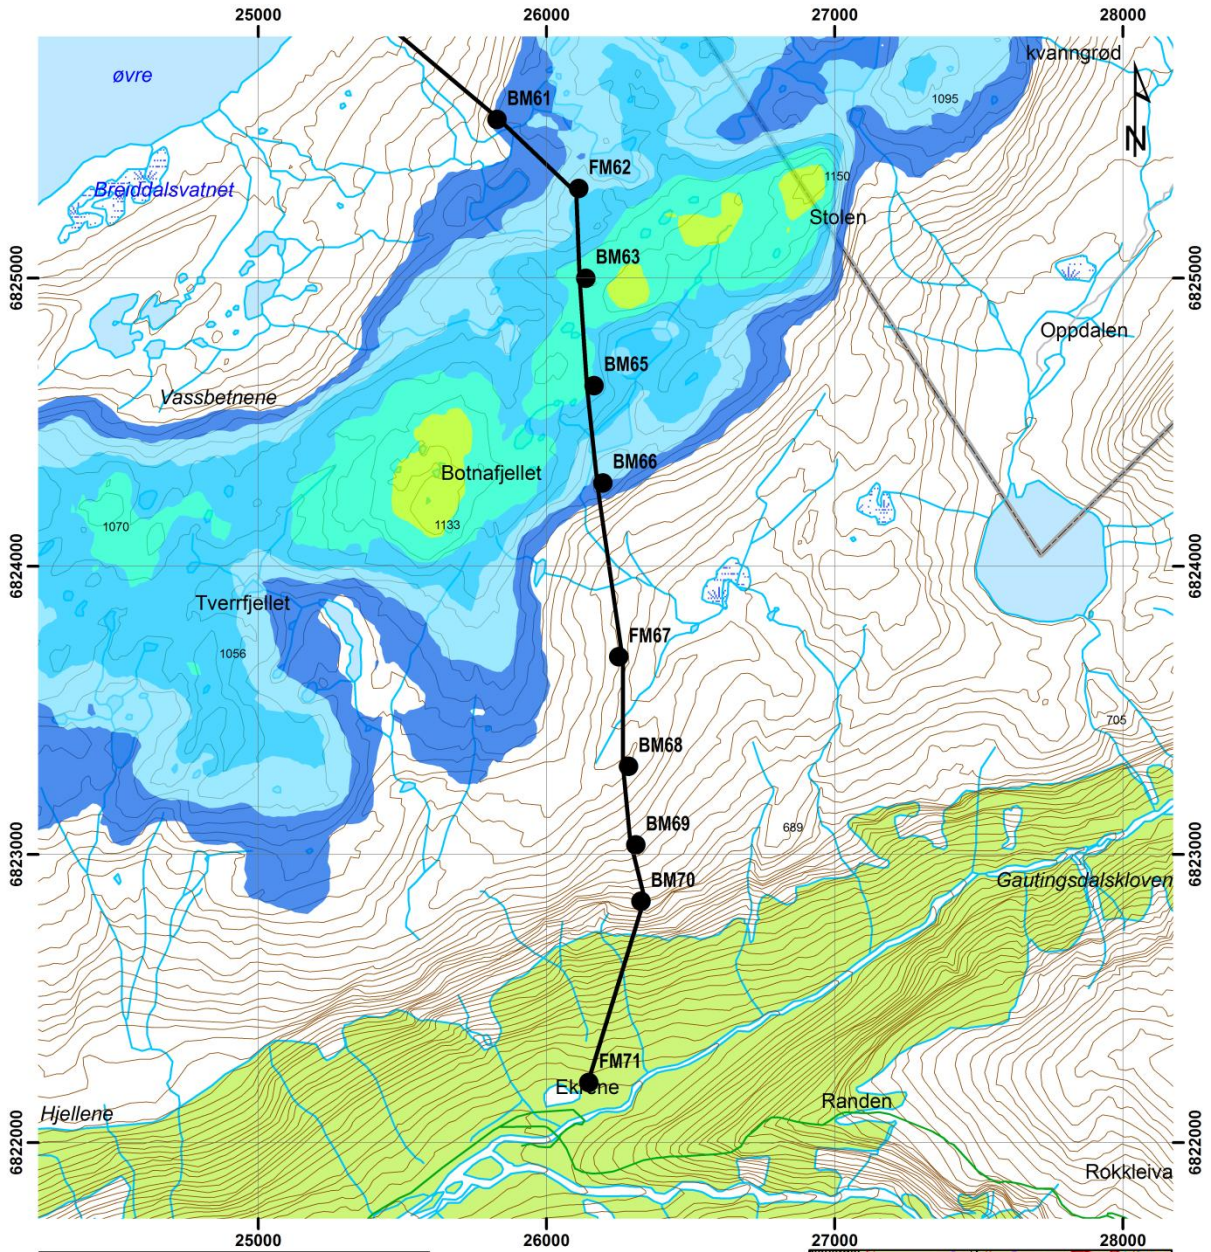 25000 26000 27000 28000
øvre
kvanngrød
BM61
1095
N
FM62
1150
Breiddalsvatnet
Stolen
6825000
BM63
6825000
Oppdalen
BM65
Vassbetnene
BM66
Botnafjellet
1070
1133
6824000
6824000
Tverrfjellet
FM67
1056
705
BM68
BM69
689
6823000
6823000
BM70
Gautingsdalskloven
FM71
Ekrene
Hjellene
Randen
6822000
6822000
Rokkleiva
25000 26000 27000 28000